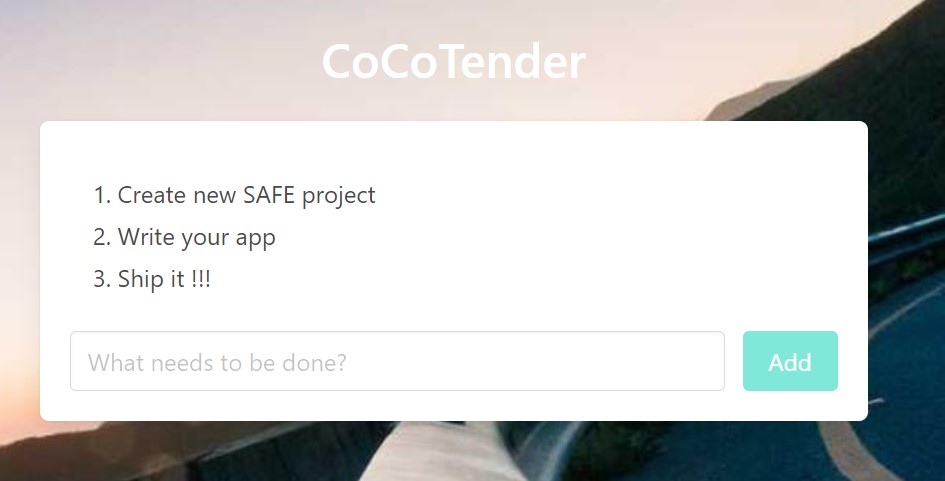 CoCoTender
1. Create new SAFE project
2. Write your app
3. Ship it !!!
What needs to be done?
Add